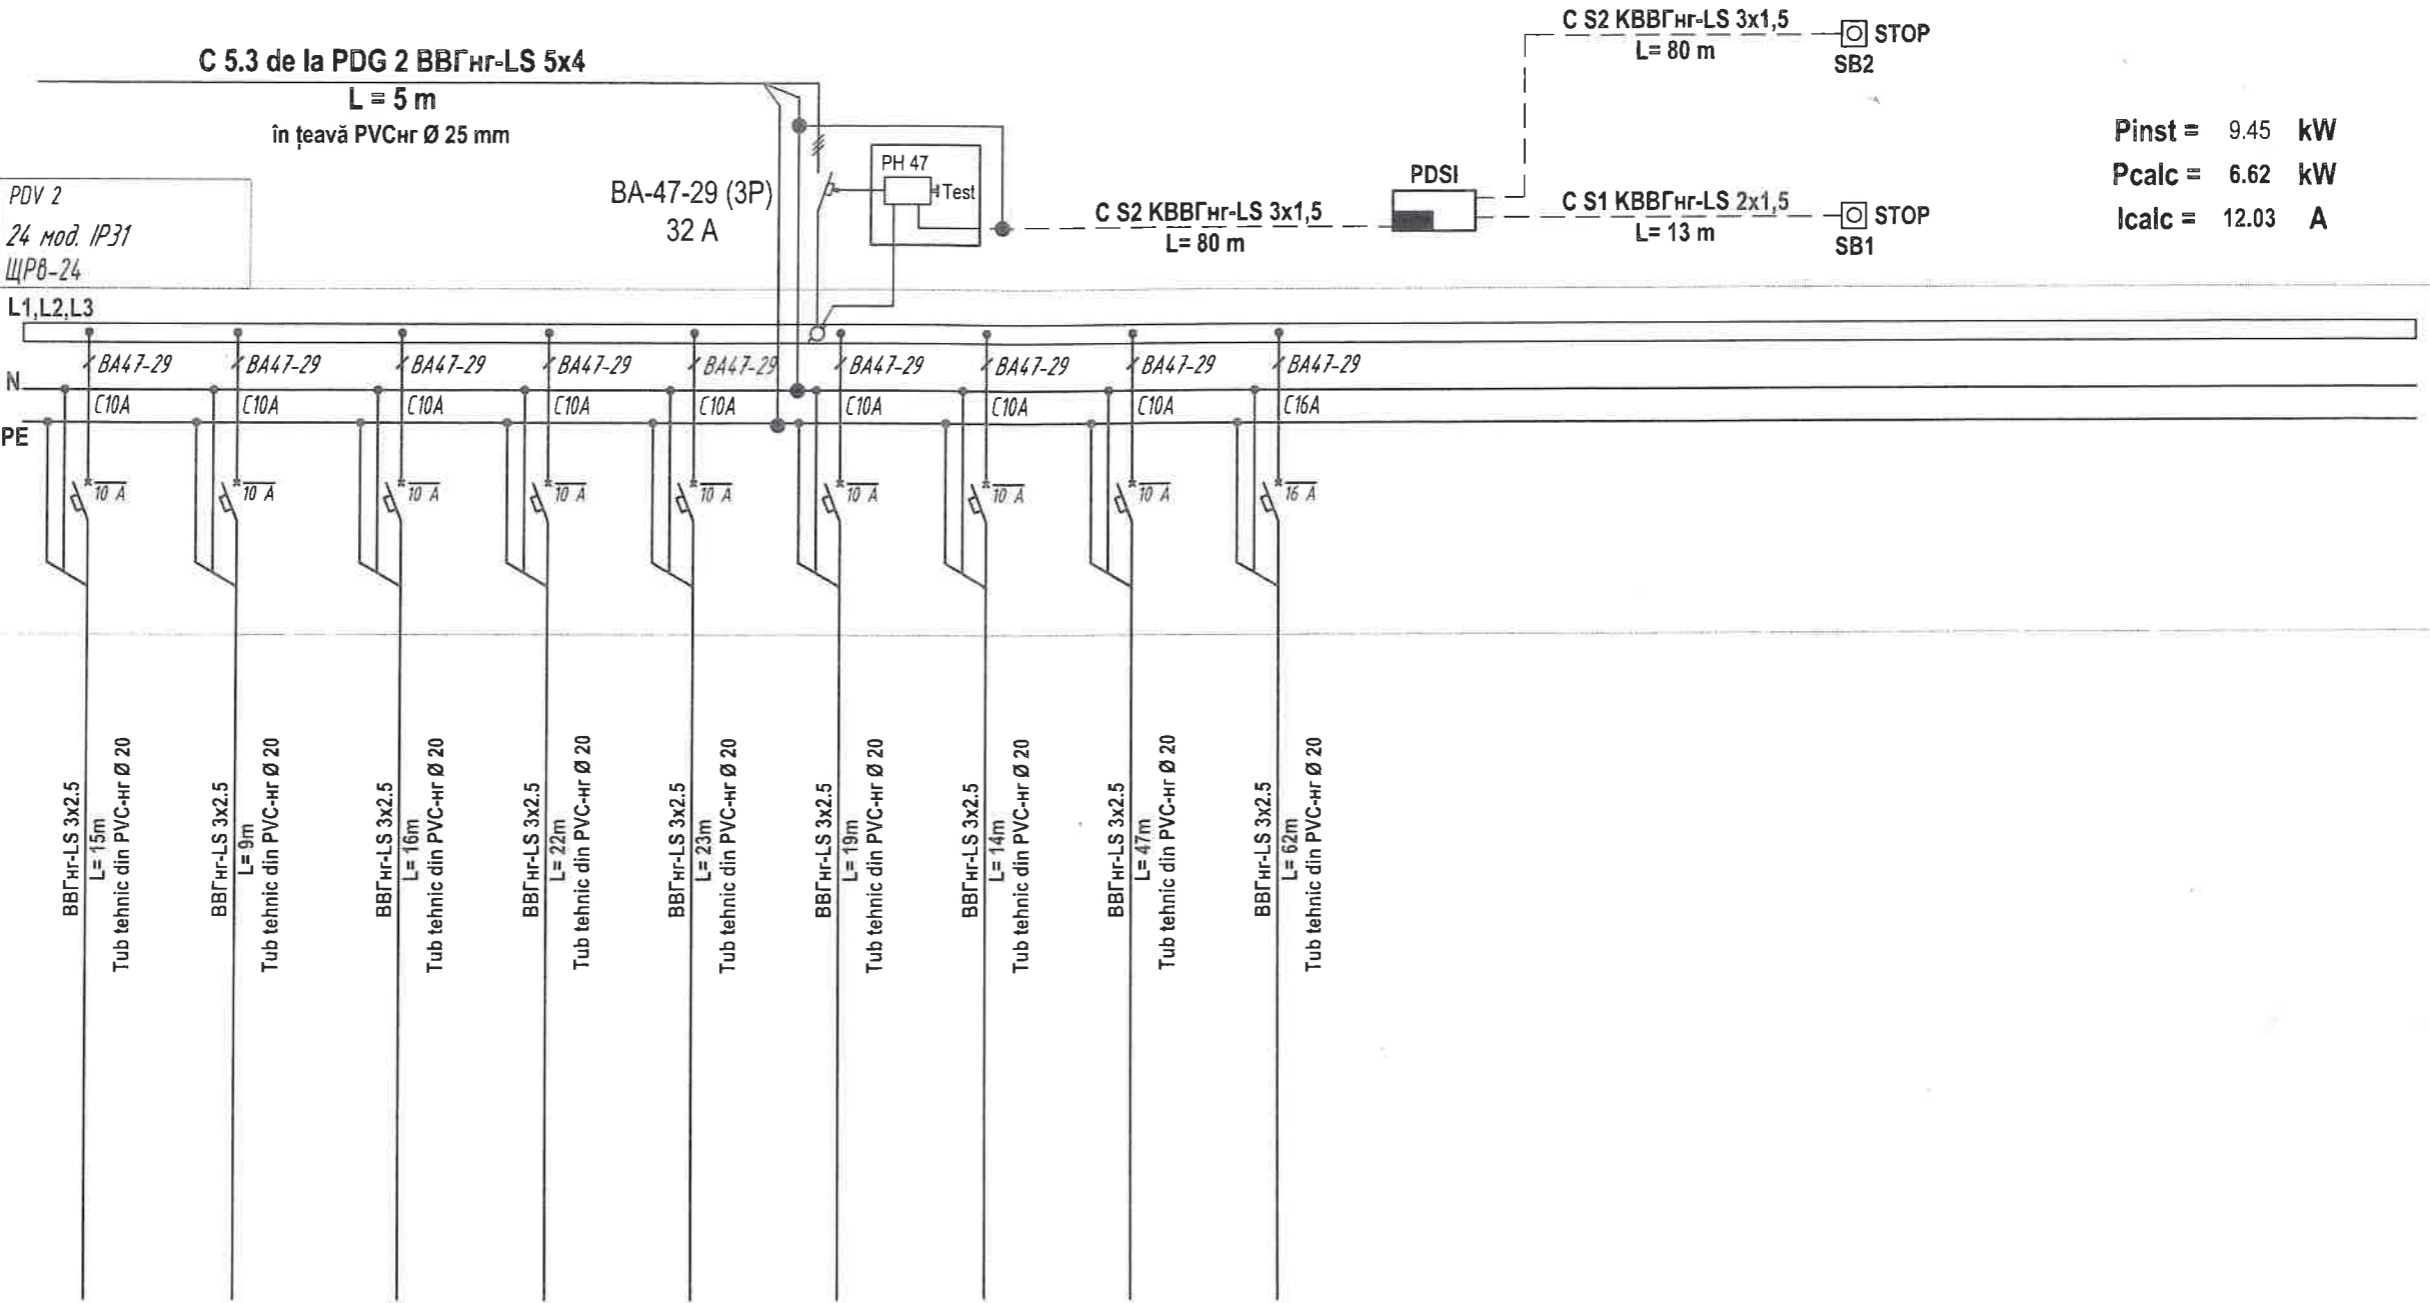 C 5.3 de la PDG 2 ВВГнг-LS 5x4
L = 5 m
în țeavă PVCнг Ø 25 mm
C S2 КВВГнг-LS 3x1,5
L= 80 m
STOP
SB2
Pinst = 9.45 kW
Pcalc = 6.62 kW
Icalc = 12.03 A
PDV 2
24 мод. IP31
ЩРв-24
BA-47-29 (3P)
32 A
PH 47
Test
C S2 КВВГнг-LS 3x1,5
L= 80 m
PDSI
C S1 КВВГнг-LS 2x1,5
L= 13 m
STOP
SB1
L1,L2,L3
BA47-29 BA47-29 BA47-29 BA47-29 BA47-29 BA47-29 BA47-29 BA47-29 BA47-29
N
C10A C10A C10A C10A C10A C10A C10A C10A C16A
PE
10 A 10 A 10 A 10 A 10 A 10 A 10 A 10 A 16 A
ВВГнг-LS 3x2.5
L= 15m
Tub tehnic din PVC-нг Ø 20
ВВГнг-LS 3x2.5
L= 9m
Tub tehnic din PVC-нг Ø 20
ВВГнг-LS 3x2.5
L= 16m
Tub tehnic din PVC-нг Ø 20
ВВГнг-LS 3x2.5
L= 22m
Tub tehnic din PVC-нг Ø 20
ВВГнг-LS 3x2.5
L= 23m
Tub tehnic din PVC-нг Ø 20
ВВГнг-LS 3x2.5
L= 19m
Tub tehnic din PVC-нг Ø 20
ВВГнг-LS 3x2.5
L= 14m
Tub tehnic din PVC-нг Ø 20
ВВГнг-LS 3x2.5
L= 47m
Tub tehnic din PVC-нг Ø 20
ВВГнг-LS 3x2.5
L= 62m
Tub tehnic din PVC-нг Ø 20